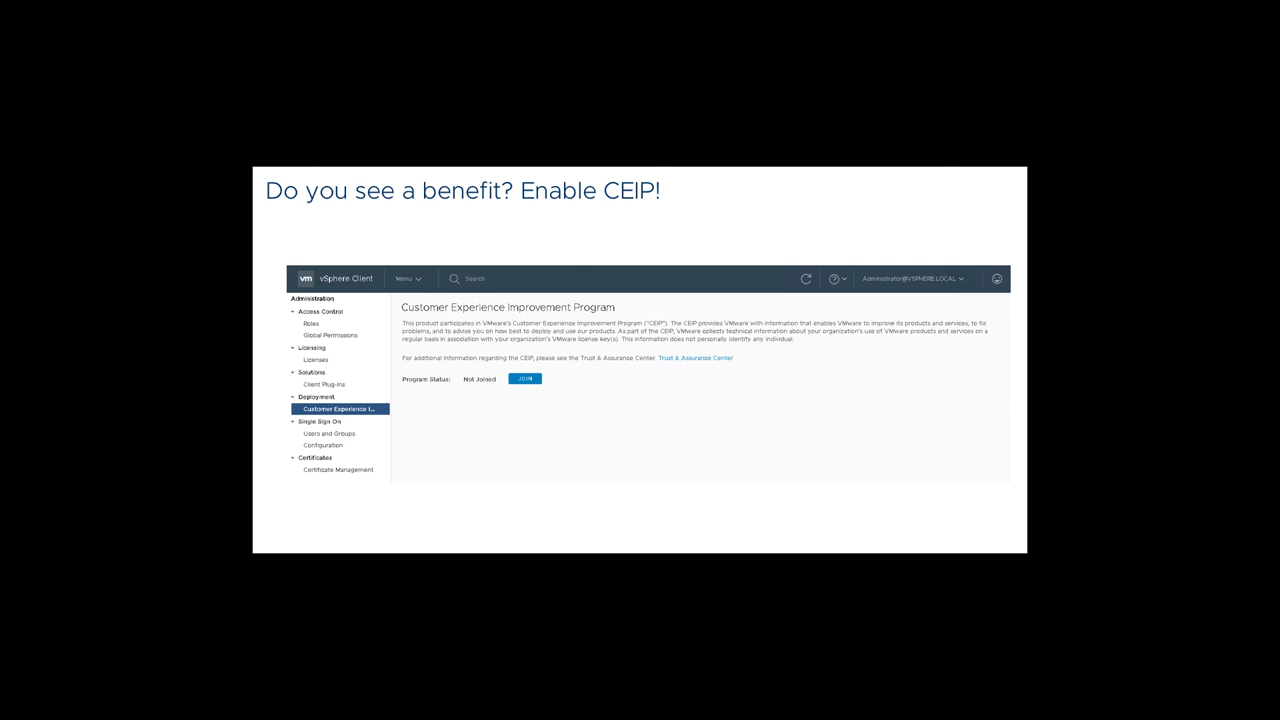 Do you see a benefit? Enable CEIP!
vm vSphere Client Menu Search Administrator@VSPHERE.LOCAL
Administration
Access Control
Roles
Global Permissions
Licensing
Licenses
Solutions
Client Plug-Ins
Deployment
Customer Experience I...
Single Sign On
Users and Groups
Configuration
Certificates
Certificate Management
Customer Experience Improvement Program
This product participates in VMware's Customer Experience Improvement Program ("CEIP"). The CEIP provides VMware with information that enables VMware to improve its products and services, to fix
problems, and to advise you on how best to deploy and use our products. As part of the CEIP, VMware collects technical information about your organization's use of VMware products and services on a
regular basis in association with your organization's VMware license key(s). This information does not personally identify any individual.
For additional information regarding the CEIP, please see the Trust & Assurance Center. Trust & Assurance Center
Program Status: Not Joined JOIN